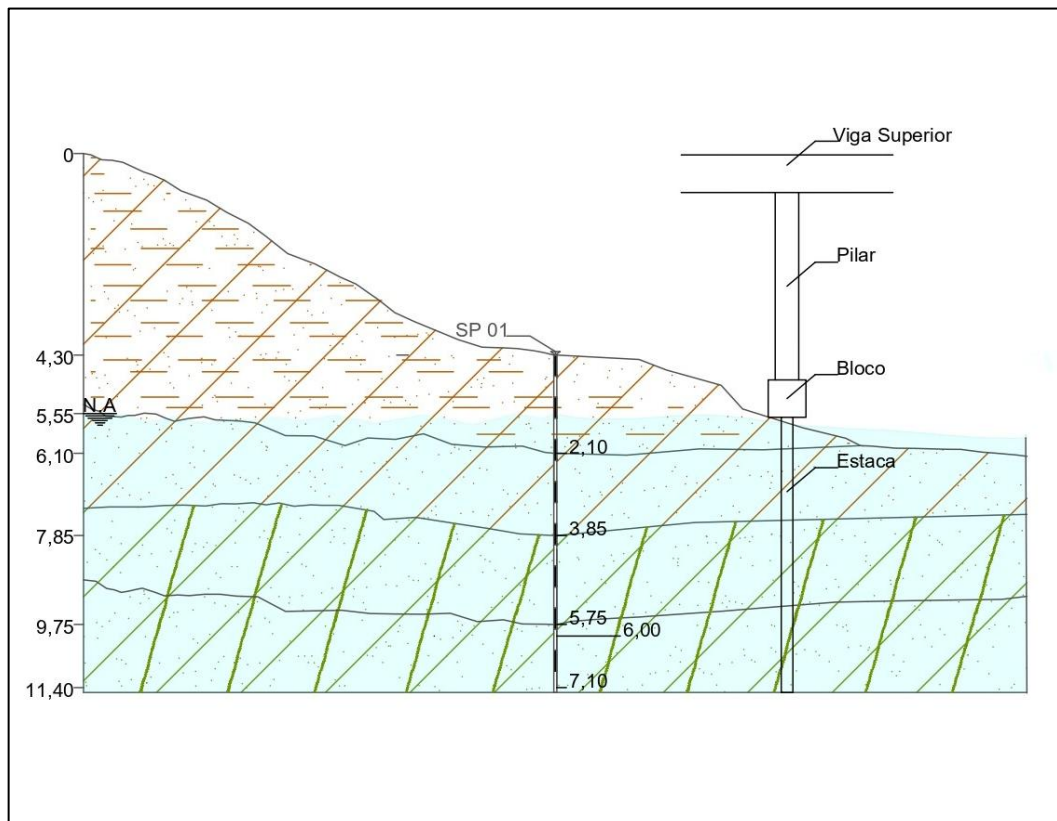 0
Viga Superior
Pilar
SP 01
4,30
Bloco
N.A
5,55
2,10
6,10
Estaca
3,85
7,85
5,75
9,75
6,00
7,10
11,40